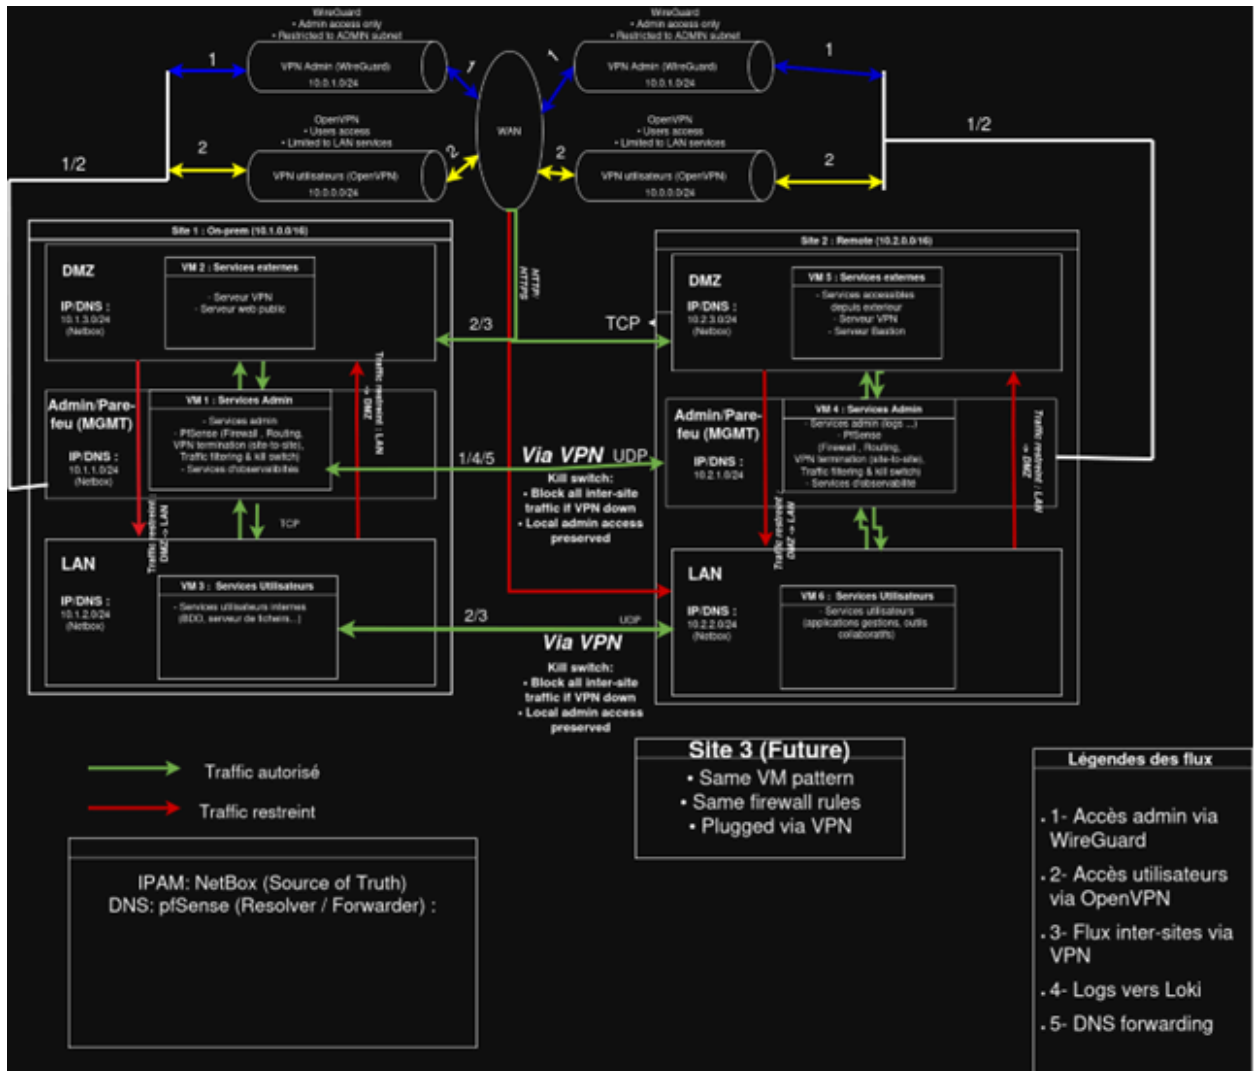 WireGuard
• Admin access only
• Restricted to ADMIN subnet
VPN Admin (WireGuard)
10.0.1.0/24
1
1
WireGuard
• Admin access only
• Restricted to ADMIN subnet
VPN Admin (WireGuard)
10.0.1.0/24
1
1
WAN
OpenVPN
• Users access
• Limited to LAN services
VPN utilisateurs (OpenVPN)
10.0.0.0/24
2
2
OpenVPN
• Users access
• Limited to LAN services
VPN utilisateurs (OpenVPN)
10.0.0.0/24
2
2
1/2
1/2
HTTP/
HTTPS
Site 1 : On-prem (10.1.0.0/16)
DMZ
IP/DNS :
10.1.3.0/24
(Netbox)
VM 2 : Services externes
- Serveur VPN
- Serveur web public
Traffic restreint : LAN
-> DMZ
Admin/Pare-
feu (MGMT)
IP/DNS :
10.1.1.0/24
(Netbox)
VM 1 : Services Admin
- Services admin
- PfSense (Firewall , Routing,
VPN termination (site-to-site),
Traffic filtering & kill switch)
- Services d'observabilités
TCP
Traffic restreint :
DMZ -> LAN
LAN
IP/DNS :
10.1.2.0/24
(Netbox)
VM 3 : Services Utilisateurs
- Services utilisateurs internes
(BDD, serveur de fichiers...)
2/3
TCP
1/4/5
Via VPN
UDP
Kill switch:
• Block all inter-site
traffic if VPN down
• Local admin access
preserved
2/3
UDP
Via VPN
Kill switch:
• Block all inter-site
traffic if VPN down
• Local admin access
preserved
Site 2 : Remote (10.2.0.0/16)
DMZ
IP/DNS :
10.2.3.0/24
(Netbox)
VM 5 : Services externes
- Services accessibles
depuis exterieur
- Serveur VPN
- Serveur Bastion
Admin/Pare-
feu (MGMT)
IP/DNS :
10.2.1.0/24
(Netbox)
VM 4 : Services Admin
- Services admin (logs ...)
- PfSense
(Firewall , Routing,
VPN termination (site-to-site),
Traffic filtering & kill switch)
- Services d'observabilité
Traffic restreint : LAN
-> DMZ
Traffic restreint :
DMZ -> LAN
LAN
IP/DNS :
10.2.2.0/24
(Netbox)
VM 6 : Services Utilisateurs
- Services utilisateurs
(applications gestions, outils
collaboratifs)
Traffic autorisé
Traffic restreint
IPAM: NetBox (Source of Truth)
DNS: pfSense (Resolver / Forwarder) :
Site 3 (Future)
• Same VM pattern
• Same firewall rules
• Plugged via VPN
Légendes des flux
• 1- Accès admin via
WireGuard
• 2- Accès utilisateurs
via OpenVPN
• 3- Flux inter-sites via
VPN
• 4- Logs vers Loki
• 5- DNS forwarding